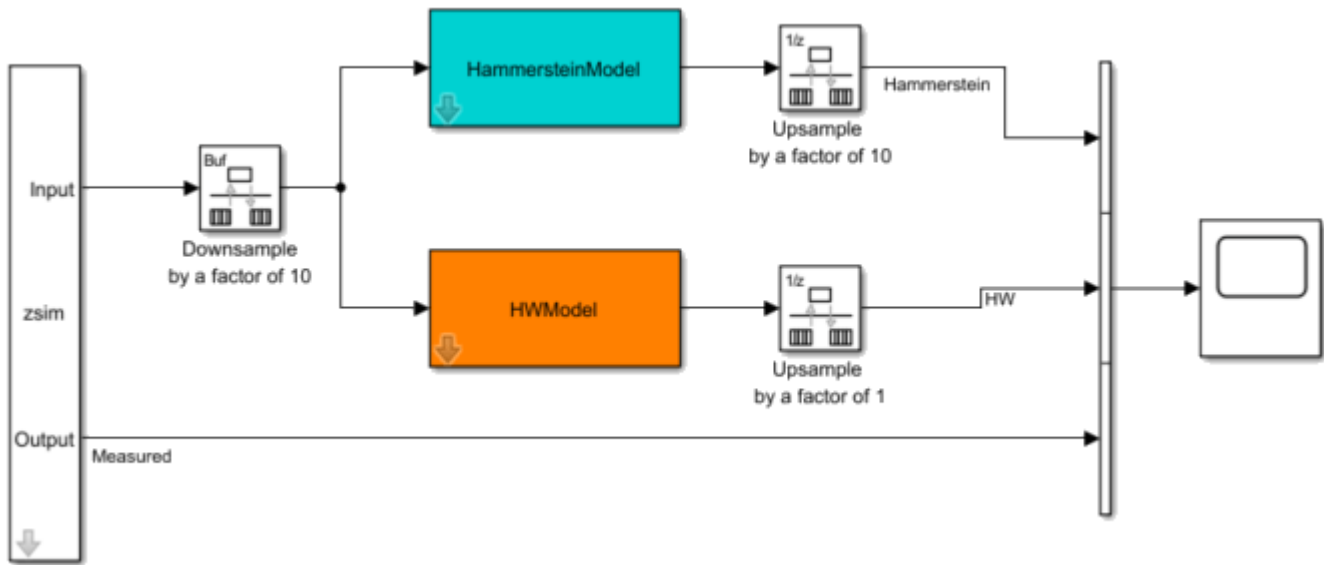 HammersteinModel
1/z
Hammerstein
Upsample
by a factor of 10
Buf
Input
Downsample
by a factor of 10
zsim
HWModel
1/z
HW
Upsample
by a factor of 1
Output
Measured